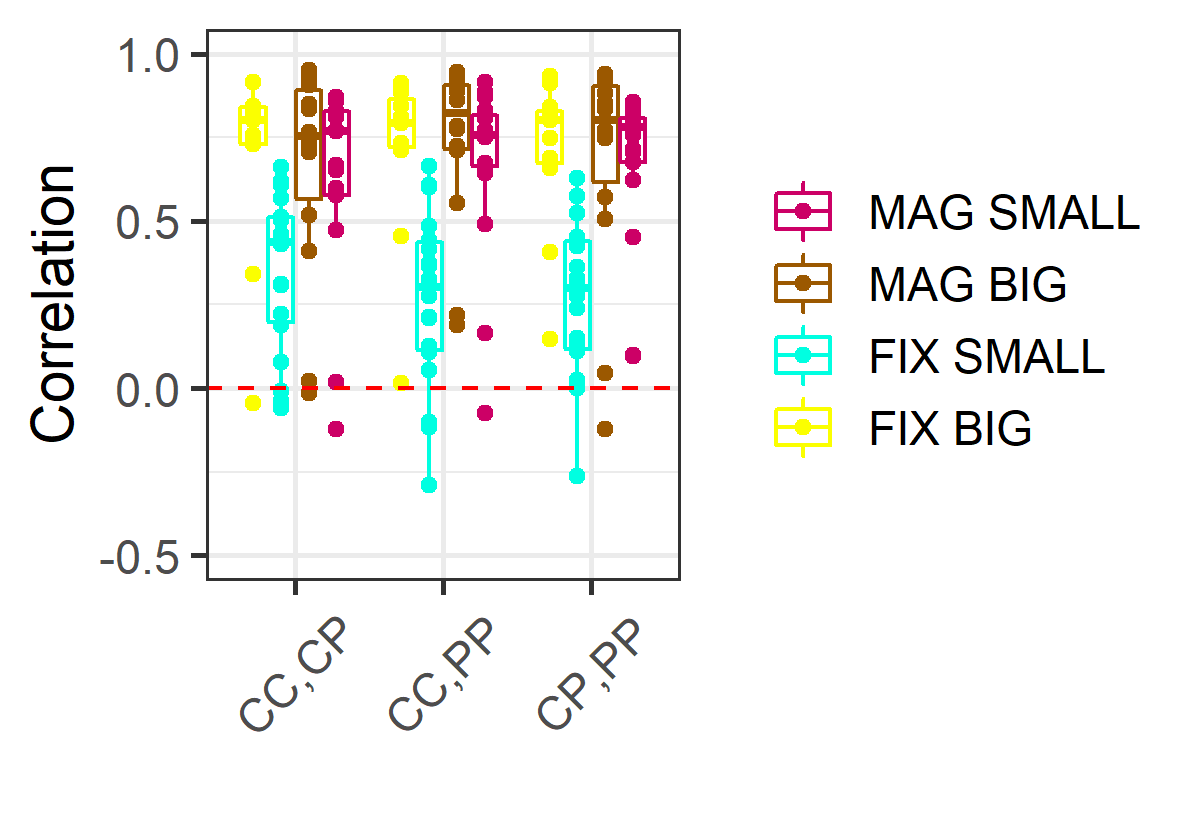 Correlation
1.0
0.5
0.0
-0.5
CC,CP
CC,PP
CP,PP
MAG SMALL
MAG BIG
FIX SMALL
FIX BIG